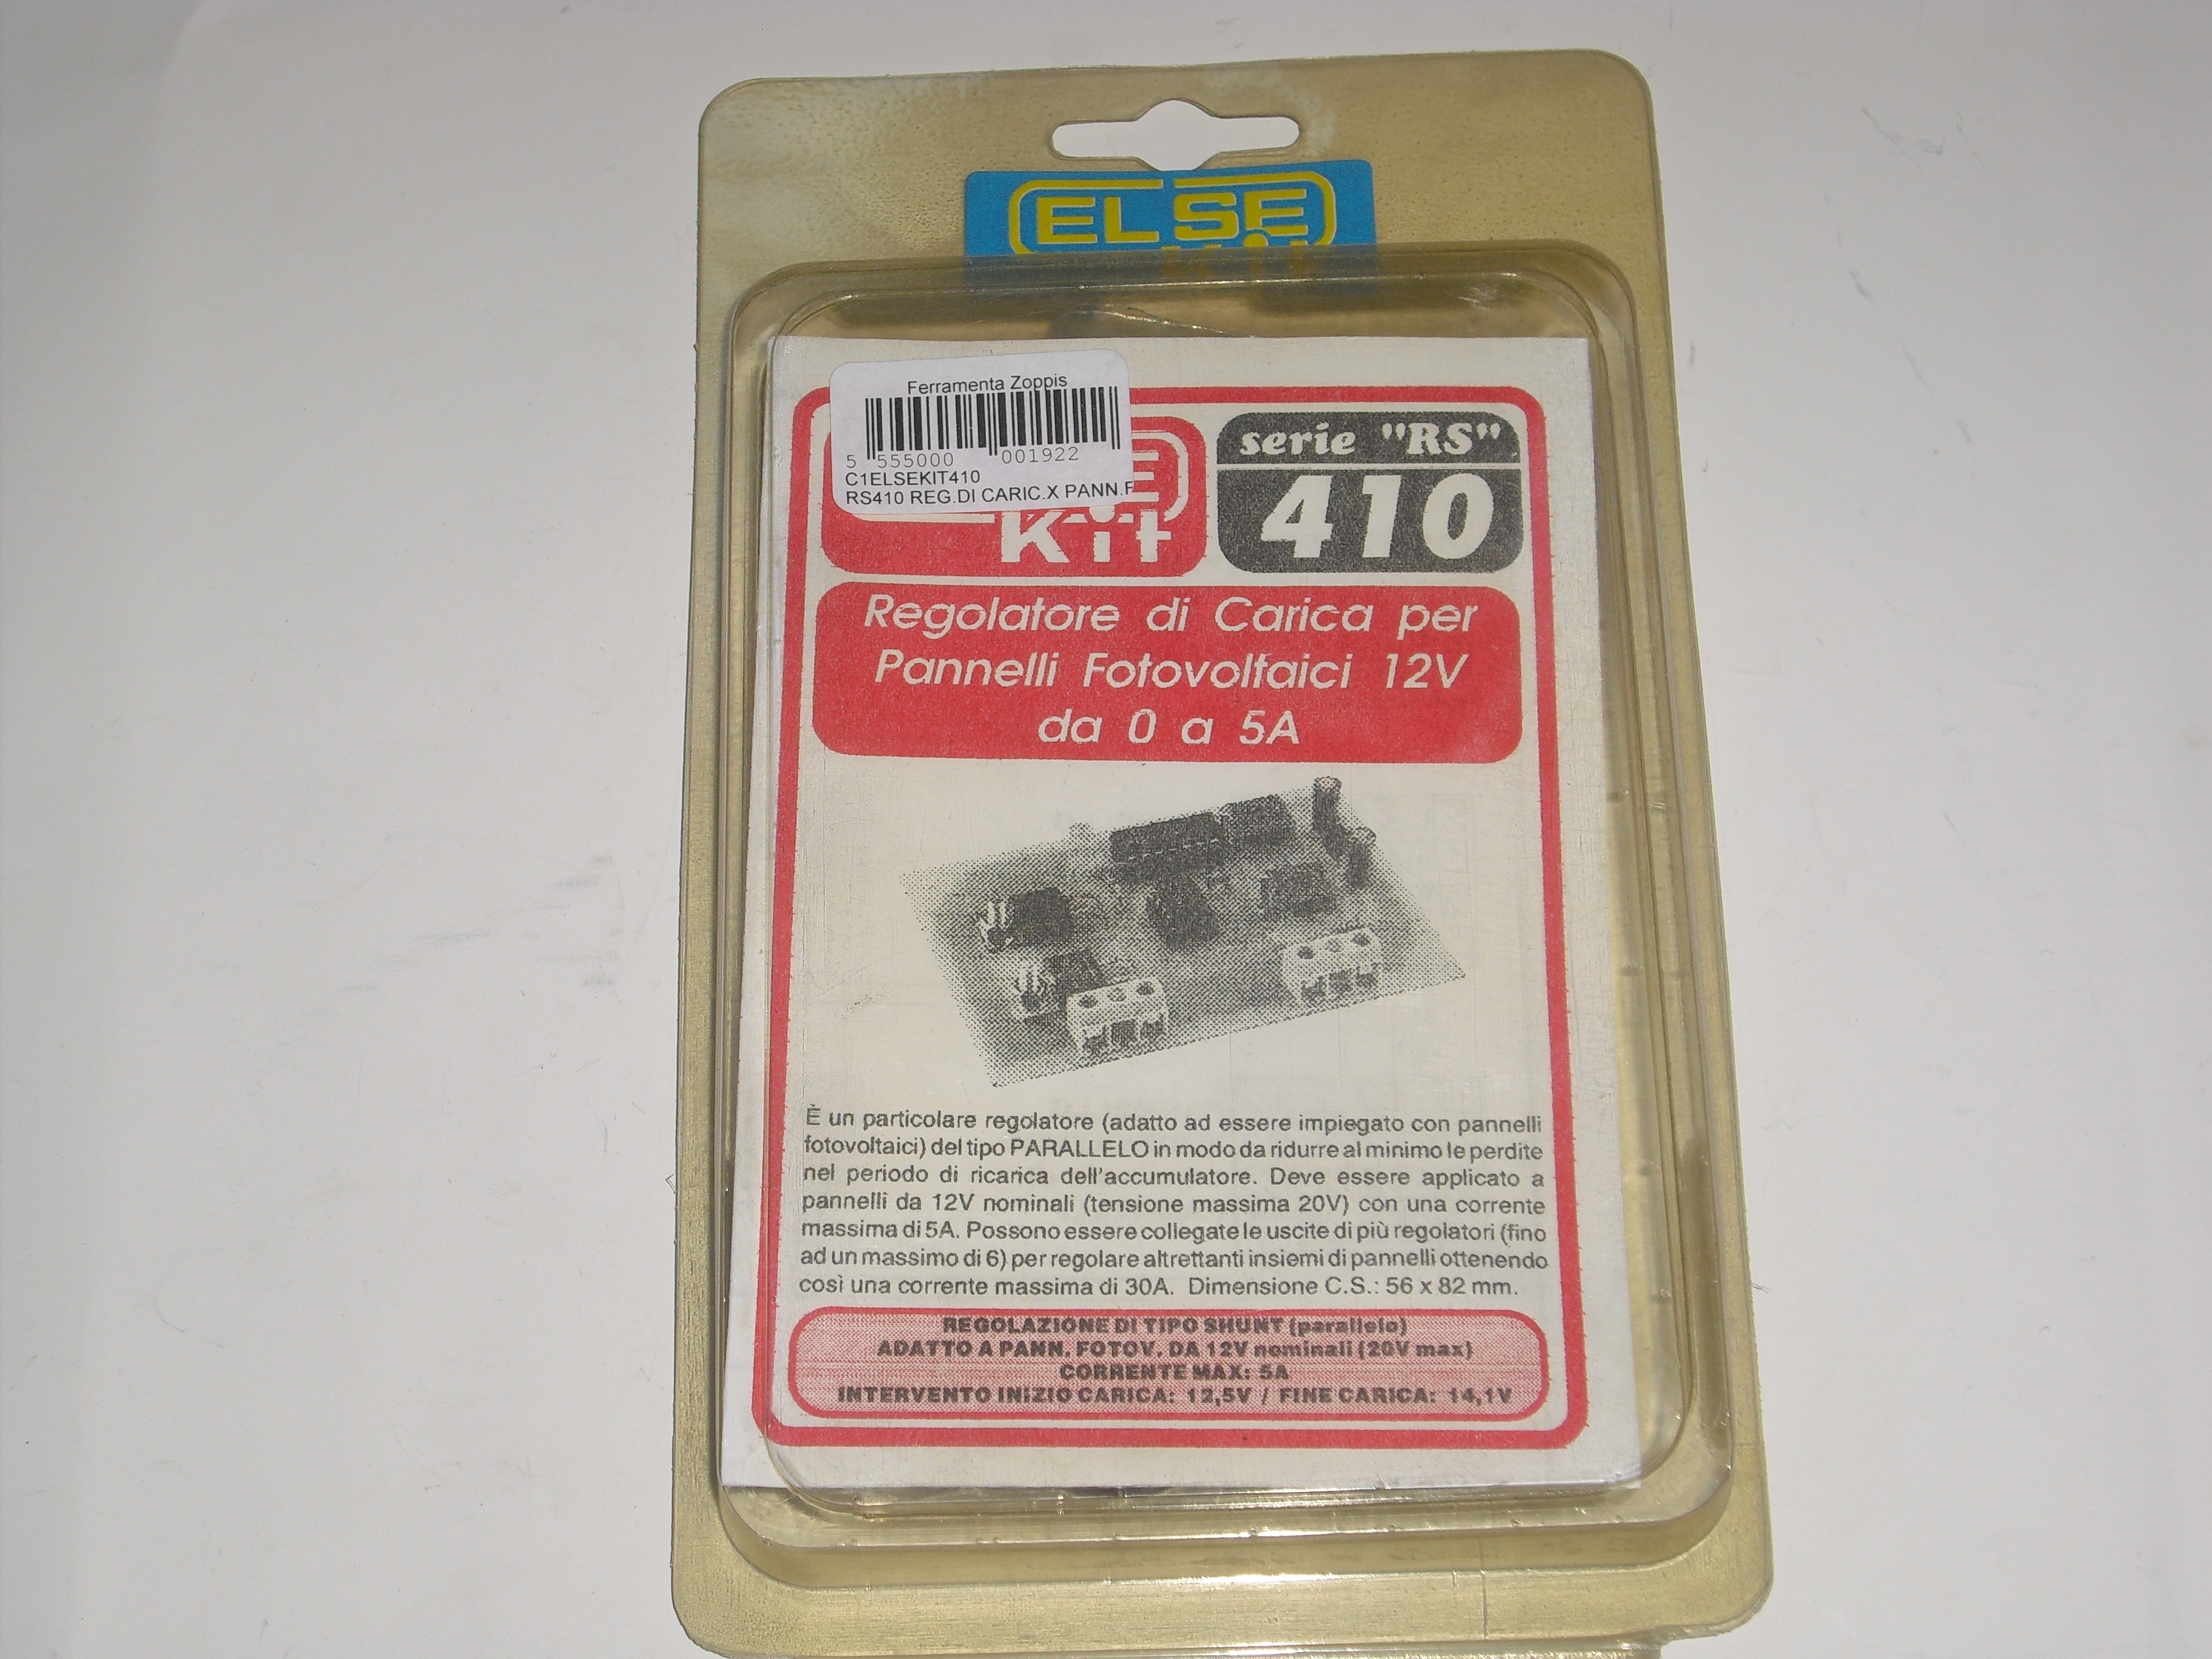 ELSE
Kit
Ferramenta Zoppis
5 555000 001922
C1ELSEKIT410
RS410 REG.DI CARIC.X PANN.F
Kit
serie "RS"
410
Regolatore di Carica per
Pannelli Fotovoltaici 12V
da 0 a 5A
È un particolare regolatore (adatto ad essere impiegato con pannelli
fotovoltaici) del tipo PARALLELO in modo da ridurre al minimo le perdite
nel periodo di ricarica dell'accumulatore. Deve essere applicato a
pannelli da 12V nominali (tensione massima 20V) con una corrente
massima di 5A. Possono essere collegate le uscite di più regolatori (fino
ad un massimo di 6) per regolare altrettanti insiemi di pannelli ottenendo
così una corrente massima di 30A. Dimensione C.S.: 56 x 82 mm.
REGOLAZIONE DI TIPO SHUNT (parallelo)
ADATTO A PANN. FOTOV. DA 12V nominali (20V max)
CORRENTE MAX: 5A
INTERVENTO INIZIO CARICA: 12,5V / FINE CARICA: 14,1V